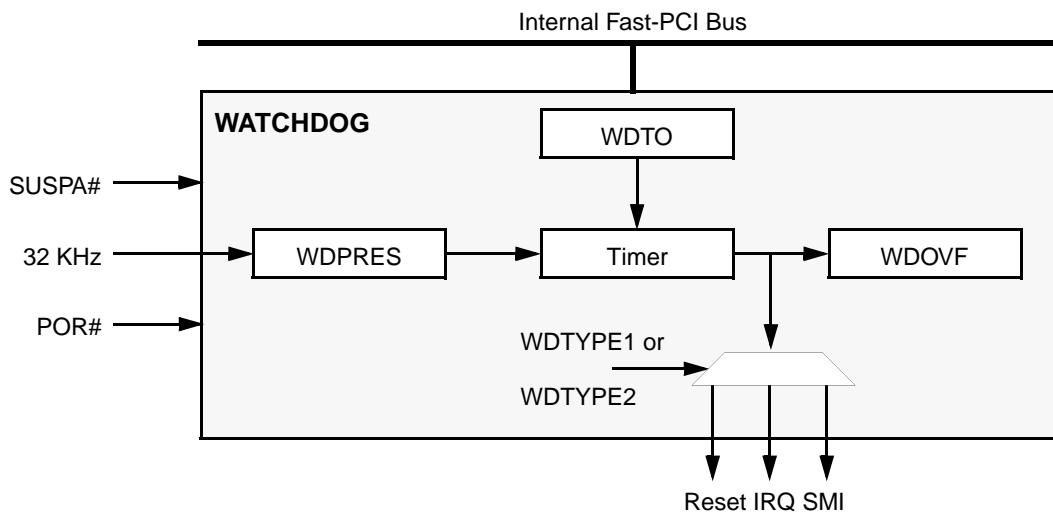 Internal Fast-PCI Bus
WATCHDOG
WDTO
SUSPA#
32 KHz
WDPRES
Timer
WDOVF
POR#
WDTYPE1 or
WDTYPE2
Reset IRQ SMI